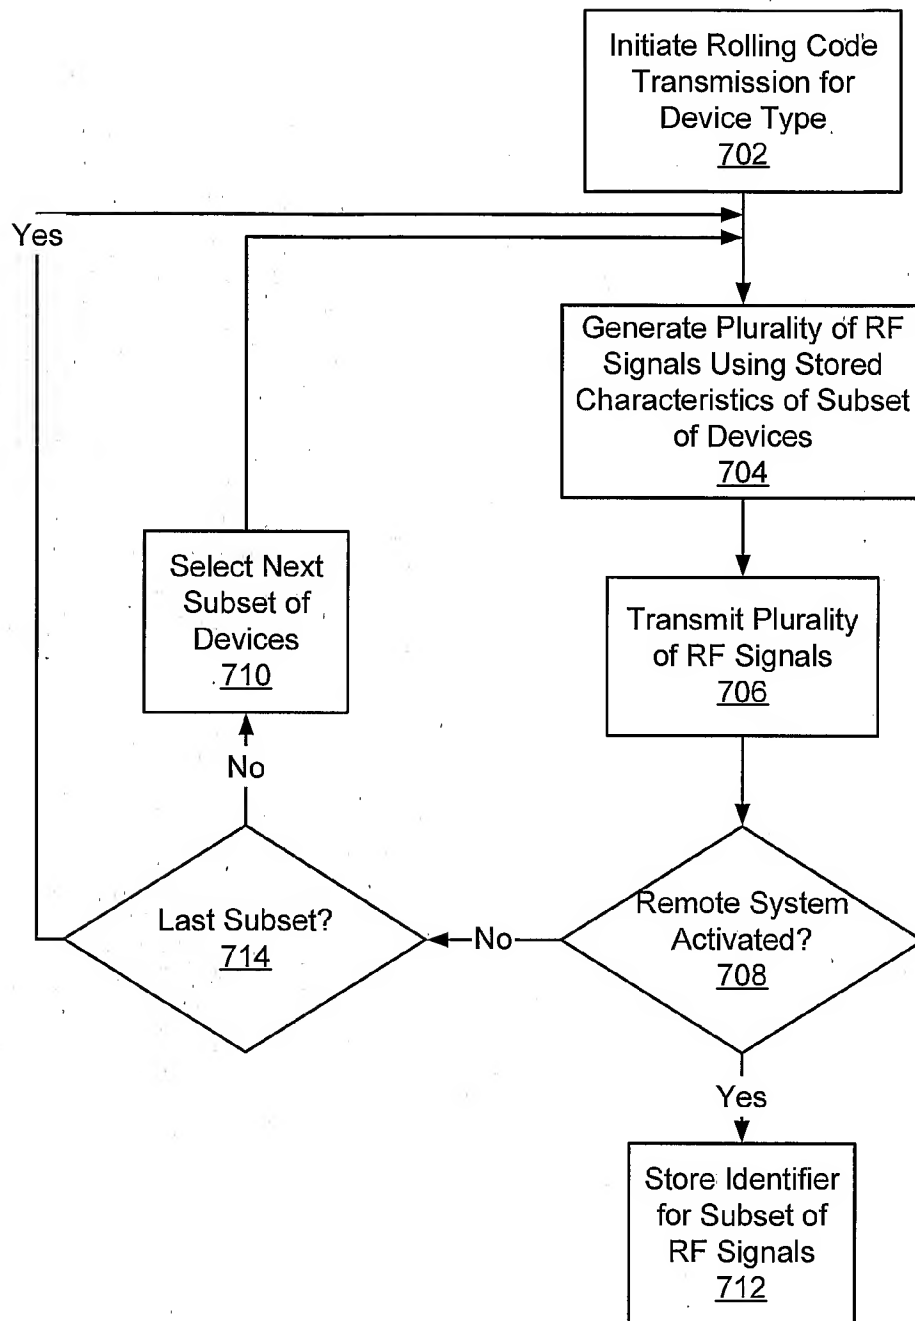 Initiate Rolling Code
Transmission for
Device Type
702
Yes
Generate Plurality of RF
Signals Using Stored
Characteristics of Subset
of Devices
704
Select Next
Subset of
Devices
710
Transmit Plurality
of RF Signals
706
No
Last Subset?
714
No
Remote System
Activated?
708
Yes
Store Identifier
for Subset of
RF Signals
712